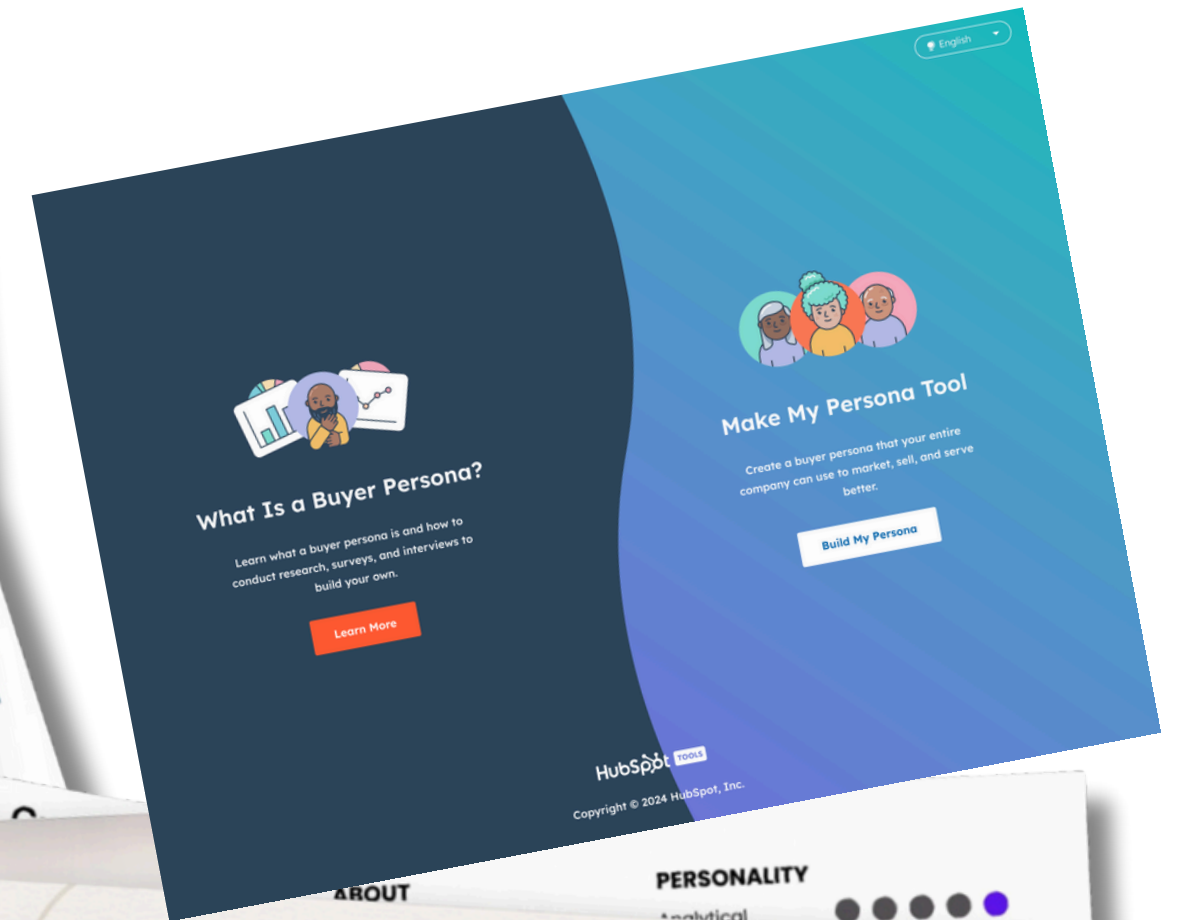 English
What Is a Buyer Persona?
Learn what a buyer persona is and how to
conduct research, surveys, and interviews to
build your own.
Learn More
Make My Persona Tool
Create a buyer persona that your entire
company can use to market, sell, and serve
better.
Build My Persona
HubSpot TOOLS
Copyright © 2024 HubSpot, Inc.
ABOUT
PERSONALITY
Analytical